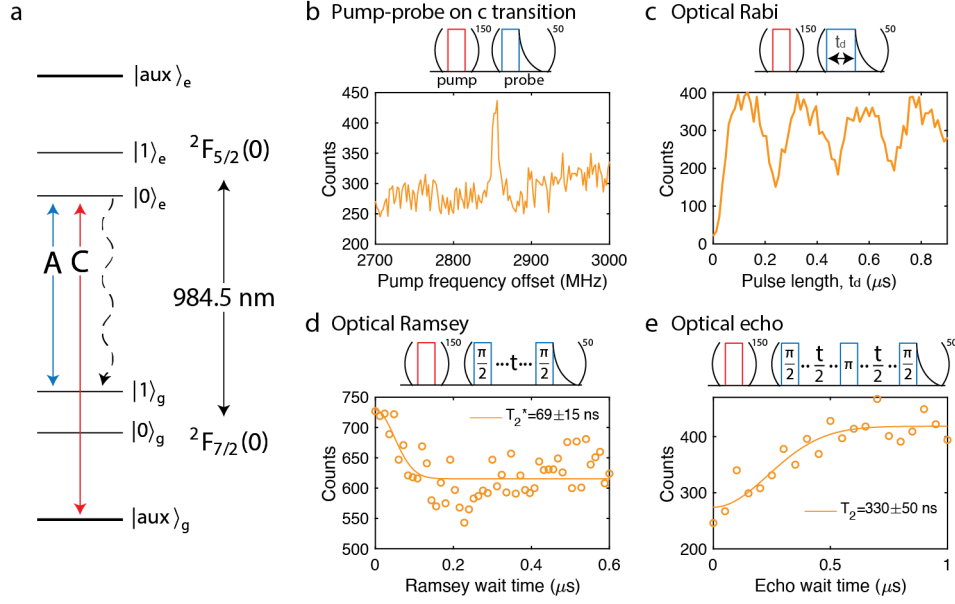 a
|aux⟩e
|1⟩e
²F5/2(0)
|0⟩e
A C
984.5 nm
|1⟩g
|0⟩g
²F7/2(0)
|aux⟩g
b Pump-probe on c transition
150
50
pump probe
Counts
450
400
350
300
250
200
2700 2800 2900 3000
Pump frequency offset (MHz)
c Optical Rabi
150
50
td
Counts
400
300
200
100
0
0 0.2 0.4 0.6 0.8
Pulse length, td (μs)
d Optical Ramsey
150
50
π/2 ···t··· π/2
Counts
750
700
650
600
550
500
T2*=69±15 ns
0 0.2 0.4 0.6
Ramsey wait time (μs)
e Optical echo
150
50
π/2 ·· t/2 ·· π ·· t/2 ·· π/2
Counts
400
300
200
T2=330±50 ns
0 0.5 1
Echo wait time (μs)